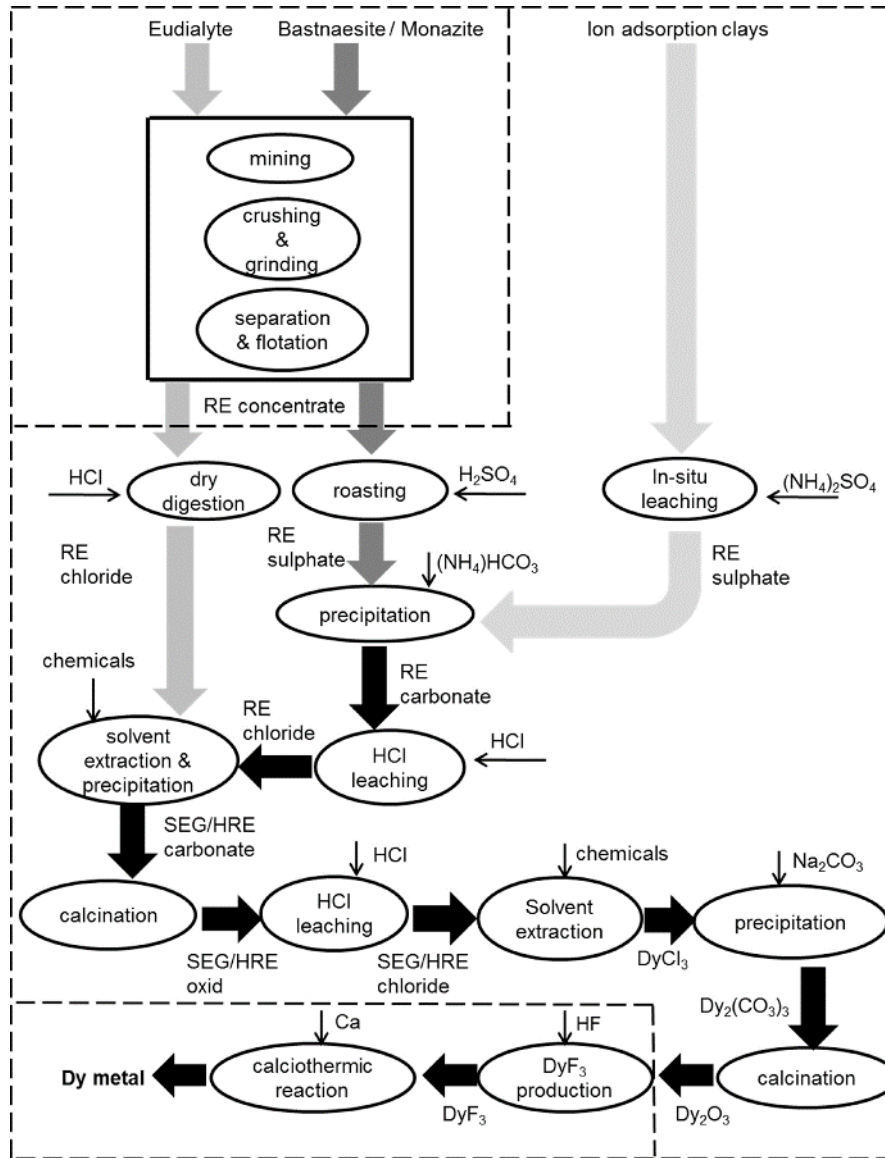 Eudialyte
Bastnaesite / Monazite
Ion adsorption clays
mining
crushing
&
grinding
separation
& flotation
RE concentrate
HCl
dry
digestion
roasting
H₂SO₄
In-situ
leaching
(NH₄)₂SO₄
RE
chloride
RE
sulphate
(NH₄)HCO₃
RE
sulphate
precipitation
chemicals
RE
carbonate
RE
chloride
solvent
extraction &
precipitation
HCl
leaching
HCl
SEG/HRE
carbonate
HCl
chemicals
Na₂CO₃
calcination
HCl
leaching
Solvent
extraction
precipitation
SEG/HRE
oxid
SEG/HRE
chloride
DyCl₃
Dy₂(CO₃)₃
Ca
HF
Dy metal
calciothermic
reaction
DyF₃
production
calcination
DyF₃
Dy₂O₃